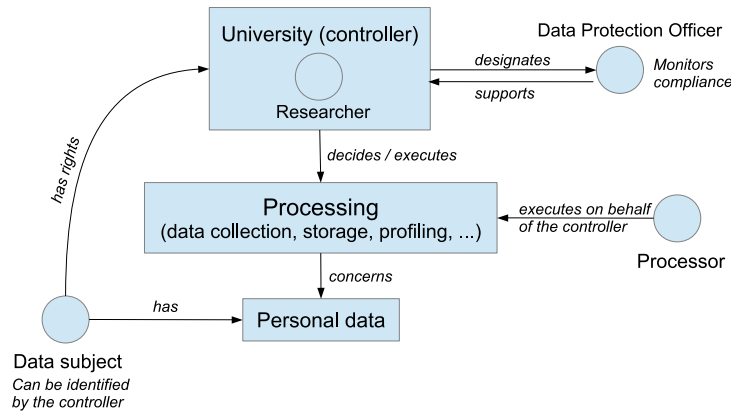 University (controller)
Researcher
Data Protection Officer
designates
supports
Monitors
compliance
has rights
decides / executes
Processing
(data collection, storage, profiling, ...)
executes on behalf
of the controller
Processor
concerns
has
Personal data
Data subject
Can be identified
by the controller